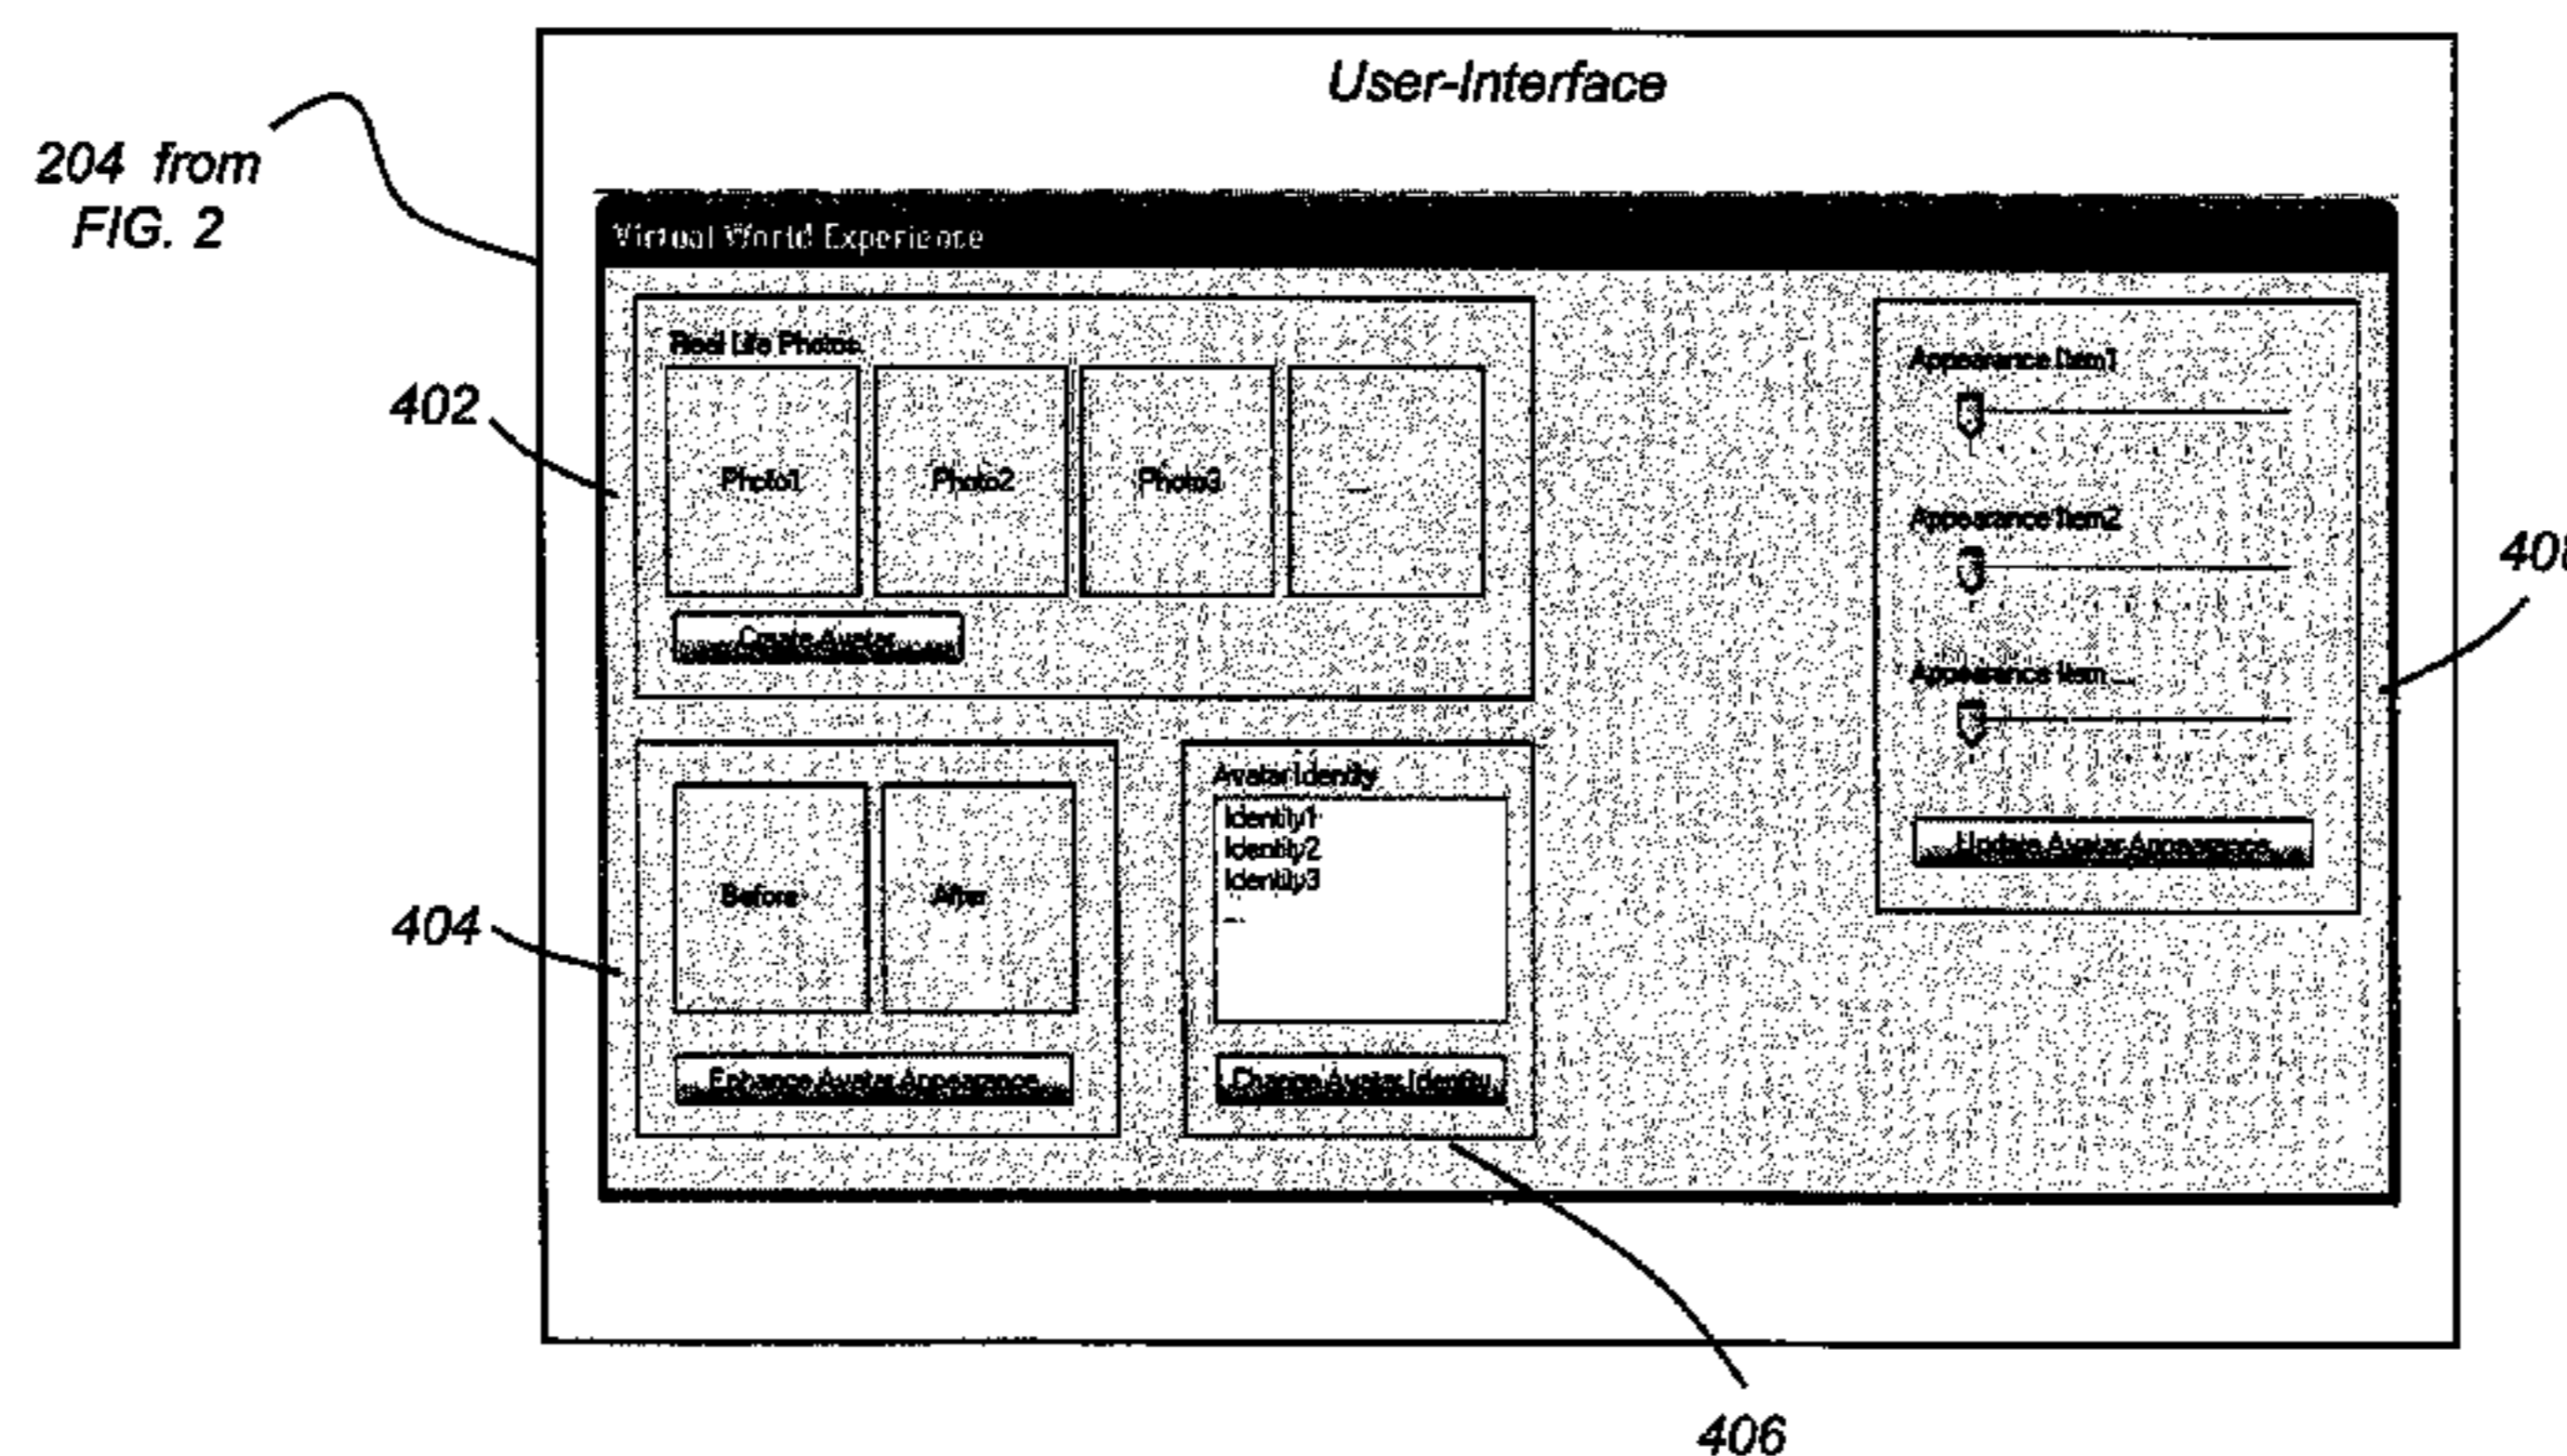 User-Interface
204 from
FIG. 2
Virtual World Experience
Real Life Photos
402
Photo1
Photo2
Photo3
...
Create Avatar
Appearance Item1
Appearance Item2
Appearance Item ...
Update Avatar Appearance
404
Before
After
Enhance Avatar Appearance
Avatar Identity
Identity1
Identity2
Identity3
...
Change Avatar Identity
406